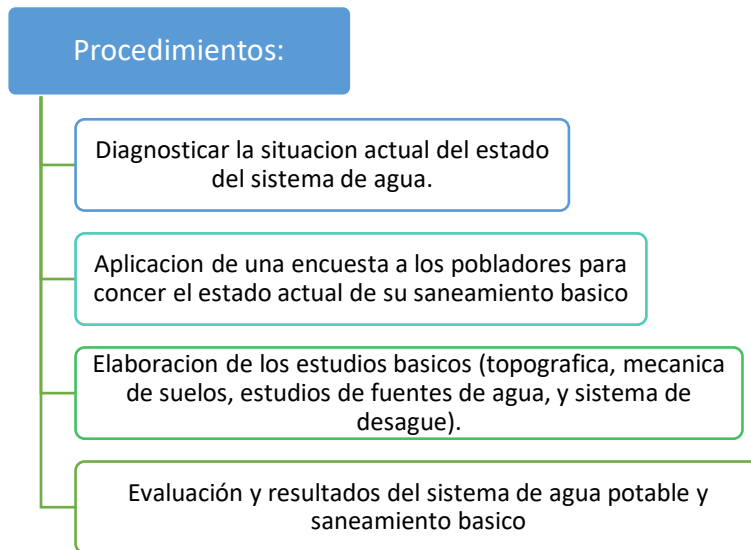 Procedimientos:
Diagnosticar la situacion actual del estado
del sistema de agua.
Aplicacion de una encuesta a los pobladores para
concer el estado actual de su saneamiento basico
Elaboracion de los estudios basicos (topografica, mecanica
de suelos, estudios de fuentes de agua, y sistema de
desague).
Evaluación y resultados del sistema de agua potable y
saneamiento basico